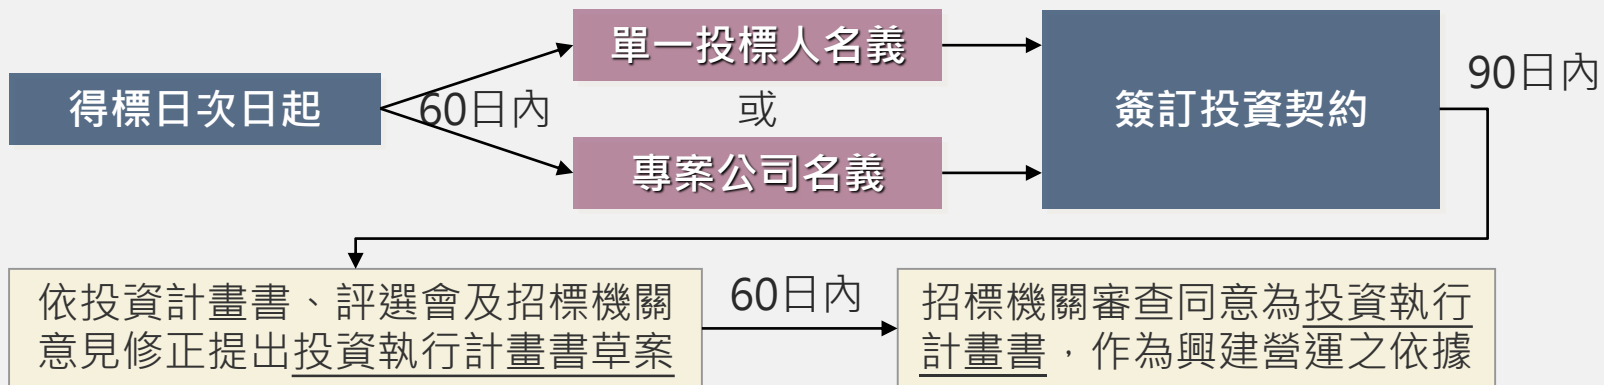 得標日次日起
60日內
單一投標人名義
或
專案公司名義
簽訂投資契約
90日內
依投資計畫書、評選會及招標機關
意見修正提出投資執行計畫書草案
60日內
招標機關審查同意為投資執行
計畫書，作為興建營運之依據